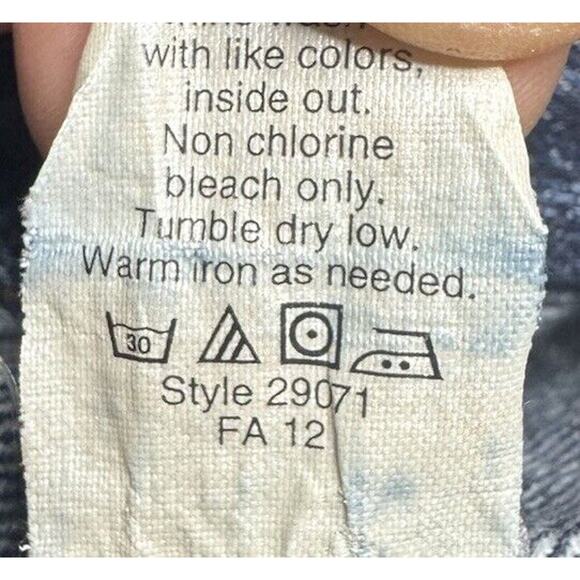 with like colors,
inside out.
Non chlorine
bleach only.
Tumble dry low.
Warm iron as needed.
30
Style 29071
FA 12